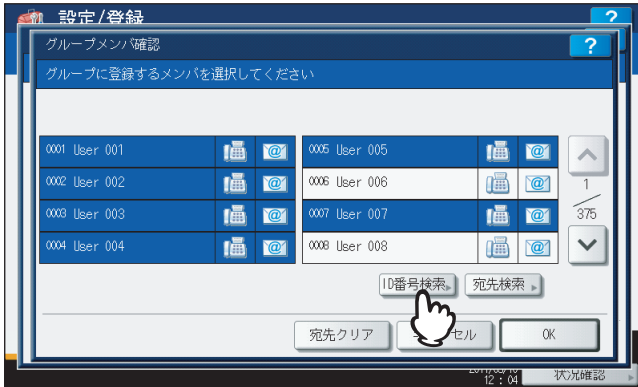 設定/登録
?
グループメンバ確認
?
グループに登録するメンバを選択してください
0001 User 001
@
0005 User 005
@
0002 User 002
@
0006 User 006
@
1
0003 User 003
@
0007 User 007
@
375
0004 User 004
@
0008 User 008
@
ID番号検索
宛先検索
宛先クリア
セル
OK
12 : 04
状況確認